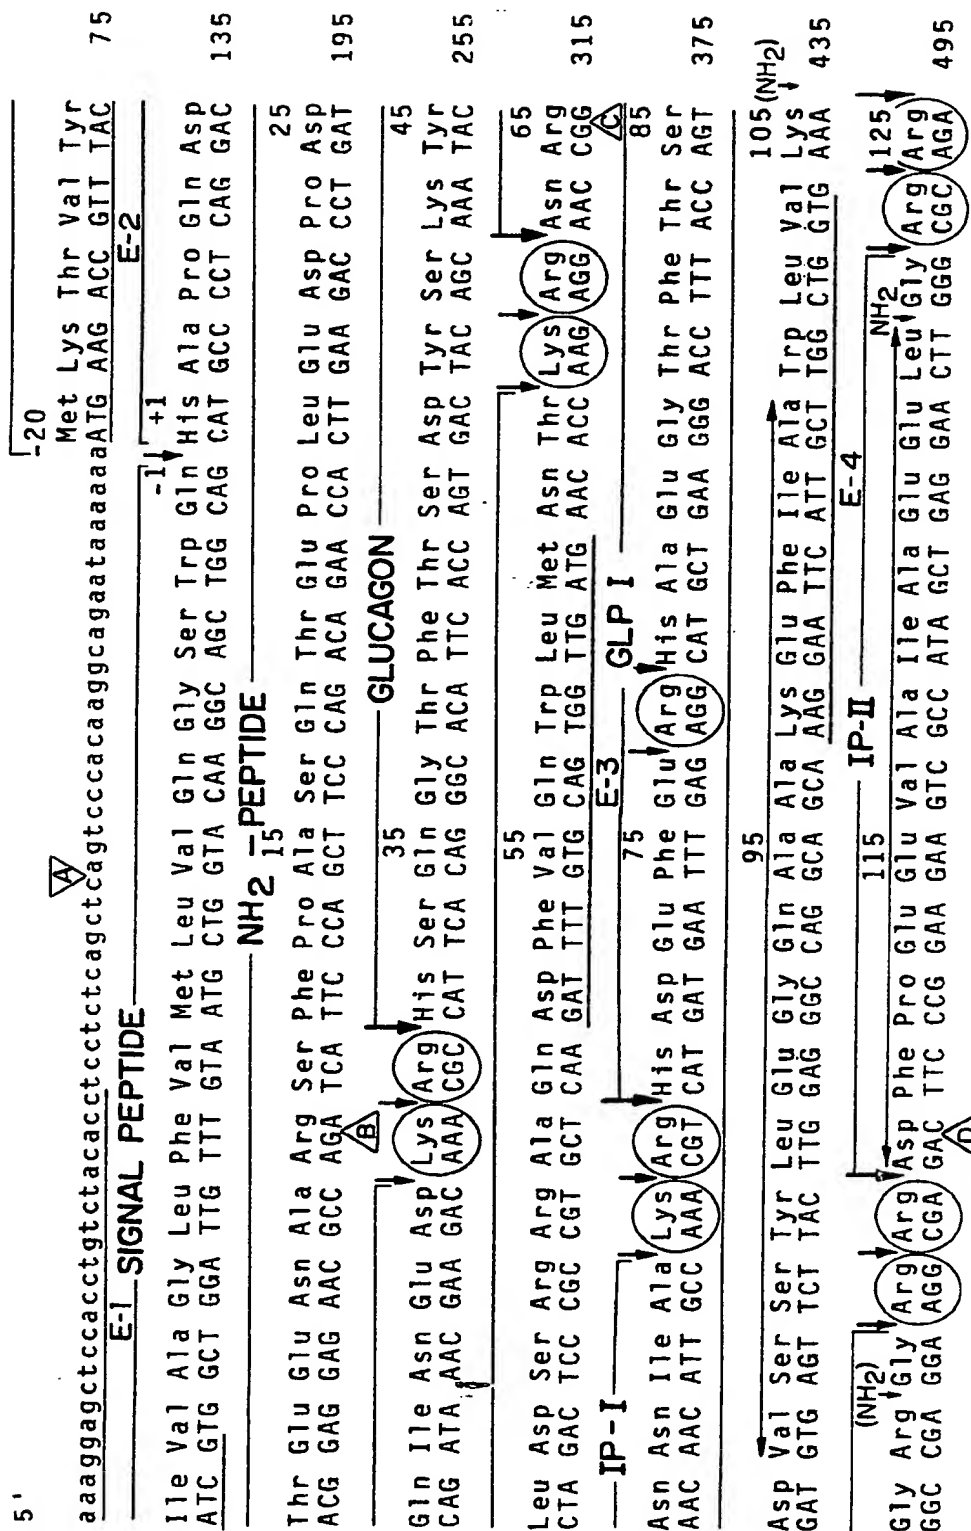 5'
-20
Met Lys Thr Val Tyr
aaaggagctccacctgtctacacctcctctcagctcagtcccacaaggcagaataaaaaaATG AAG ACC GTT TAC 75
A
E-1 SIGNAL PEPTIDE E-2
-1 +1
Ile Val Ala Gly Leu Phe Val Met Leu Val Gln Gly Ser Trp Gln His Ala Pro Gln Asp
ATC GTG GCT GGA TTG TTT GTA ATG CTG GTA CAA GGC AGC TGG CAG CAT GCC CCT CAG GAC 135
NH2 -PEPTIDE
15 25
Thr Glu Glu Asn Ala Arg Ser Phe Pro Ala Ser Gln Thr Glu Pro Leu Glu Asp Pro Asp
ACG GAG GAG AAC GCC AGA TCA TTC CCA GCT TCC CAG ACA GAA CCA CTT GAA GAC CCT GAT 195
B
GLUCAGON
35 45
Gln Ile Asn Glu Asp Lys Arg His Ser Gln Gly Thr Phe Thr Ser Asp Tyr Ser Lys Tyr
CAG ATA AAC GAA GAC AAA CGC CAT TCA CAG GGC ACA TTC ACC AGT GAC TAC AGC AAA TAC 255
55 65
Leu Asp Ser Arg Arg Ala Gln Asp Phe Val Gln Trp Leu Met Asn Thr Lys Arg Asn Arg
CTA GAC TCC CGC CGT GCT CAA GAT TTT GTG CAG TGG TTG ATG AAC ACC AAG AGG AAC CGG 315
C
IP-I E-3 GLP I
75 85
Asn Asn Ile Ala Lys Arg His Asp Glu Phe Glu Arg His Ala Glu Gly Thr Phe Thr Ser
AAC AAC ATT GCC AAA CGT CAT GAT GAA TTT GAG AGG CAT GCT GAA GGG ACC TTT ACC AGT 375
95 105
(NH2)
Asp Val Ser Ser Tyr Leu Glu Gly Gln Ala Ala Lys Glu Phe Ile Ala Trp Leu Val Lys
GAT GTG AGT TCT TAC TTG GAG GGC CAG GCA GCA AAG GAA TTC ATT GCT TGG CTG GTG AAA 435
IP-II E-4
(NH2) 115 NH2 125
Gly Arg Gly Arg Arg Asp Phe Pro Glu Glu Val Ala Ile Ala Glu Glu Leu Gly Arg Arg
GGC CGA GGA AGG CGA GAC TTC CCG GAA GAA GTC GCC ATA GCT GAG GAA CTT GGG CGC AGA 495
D